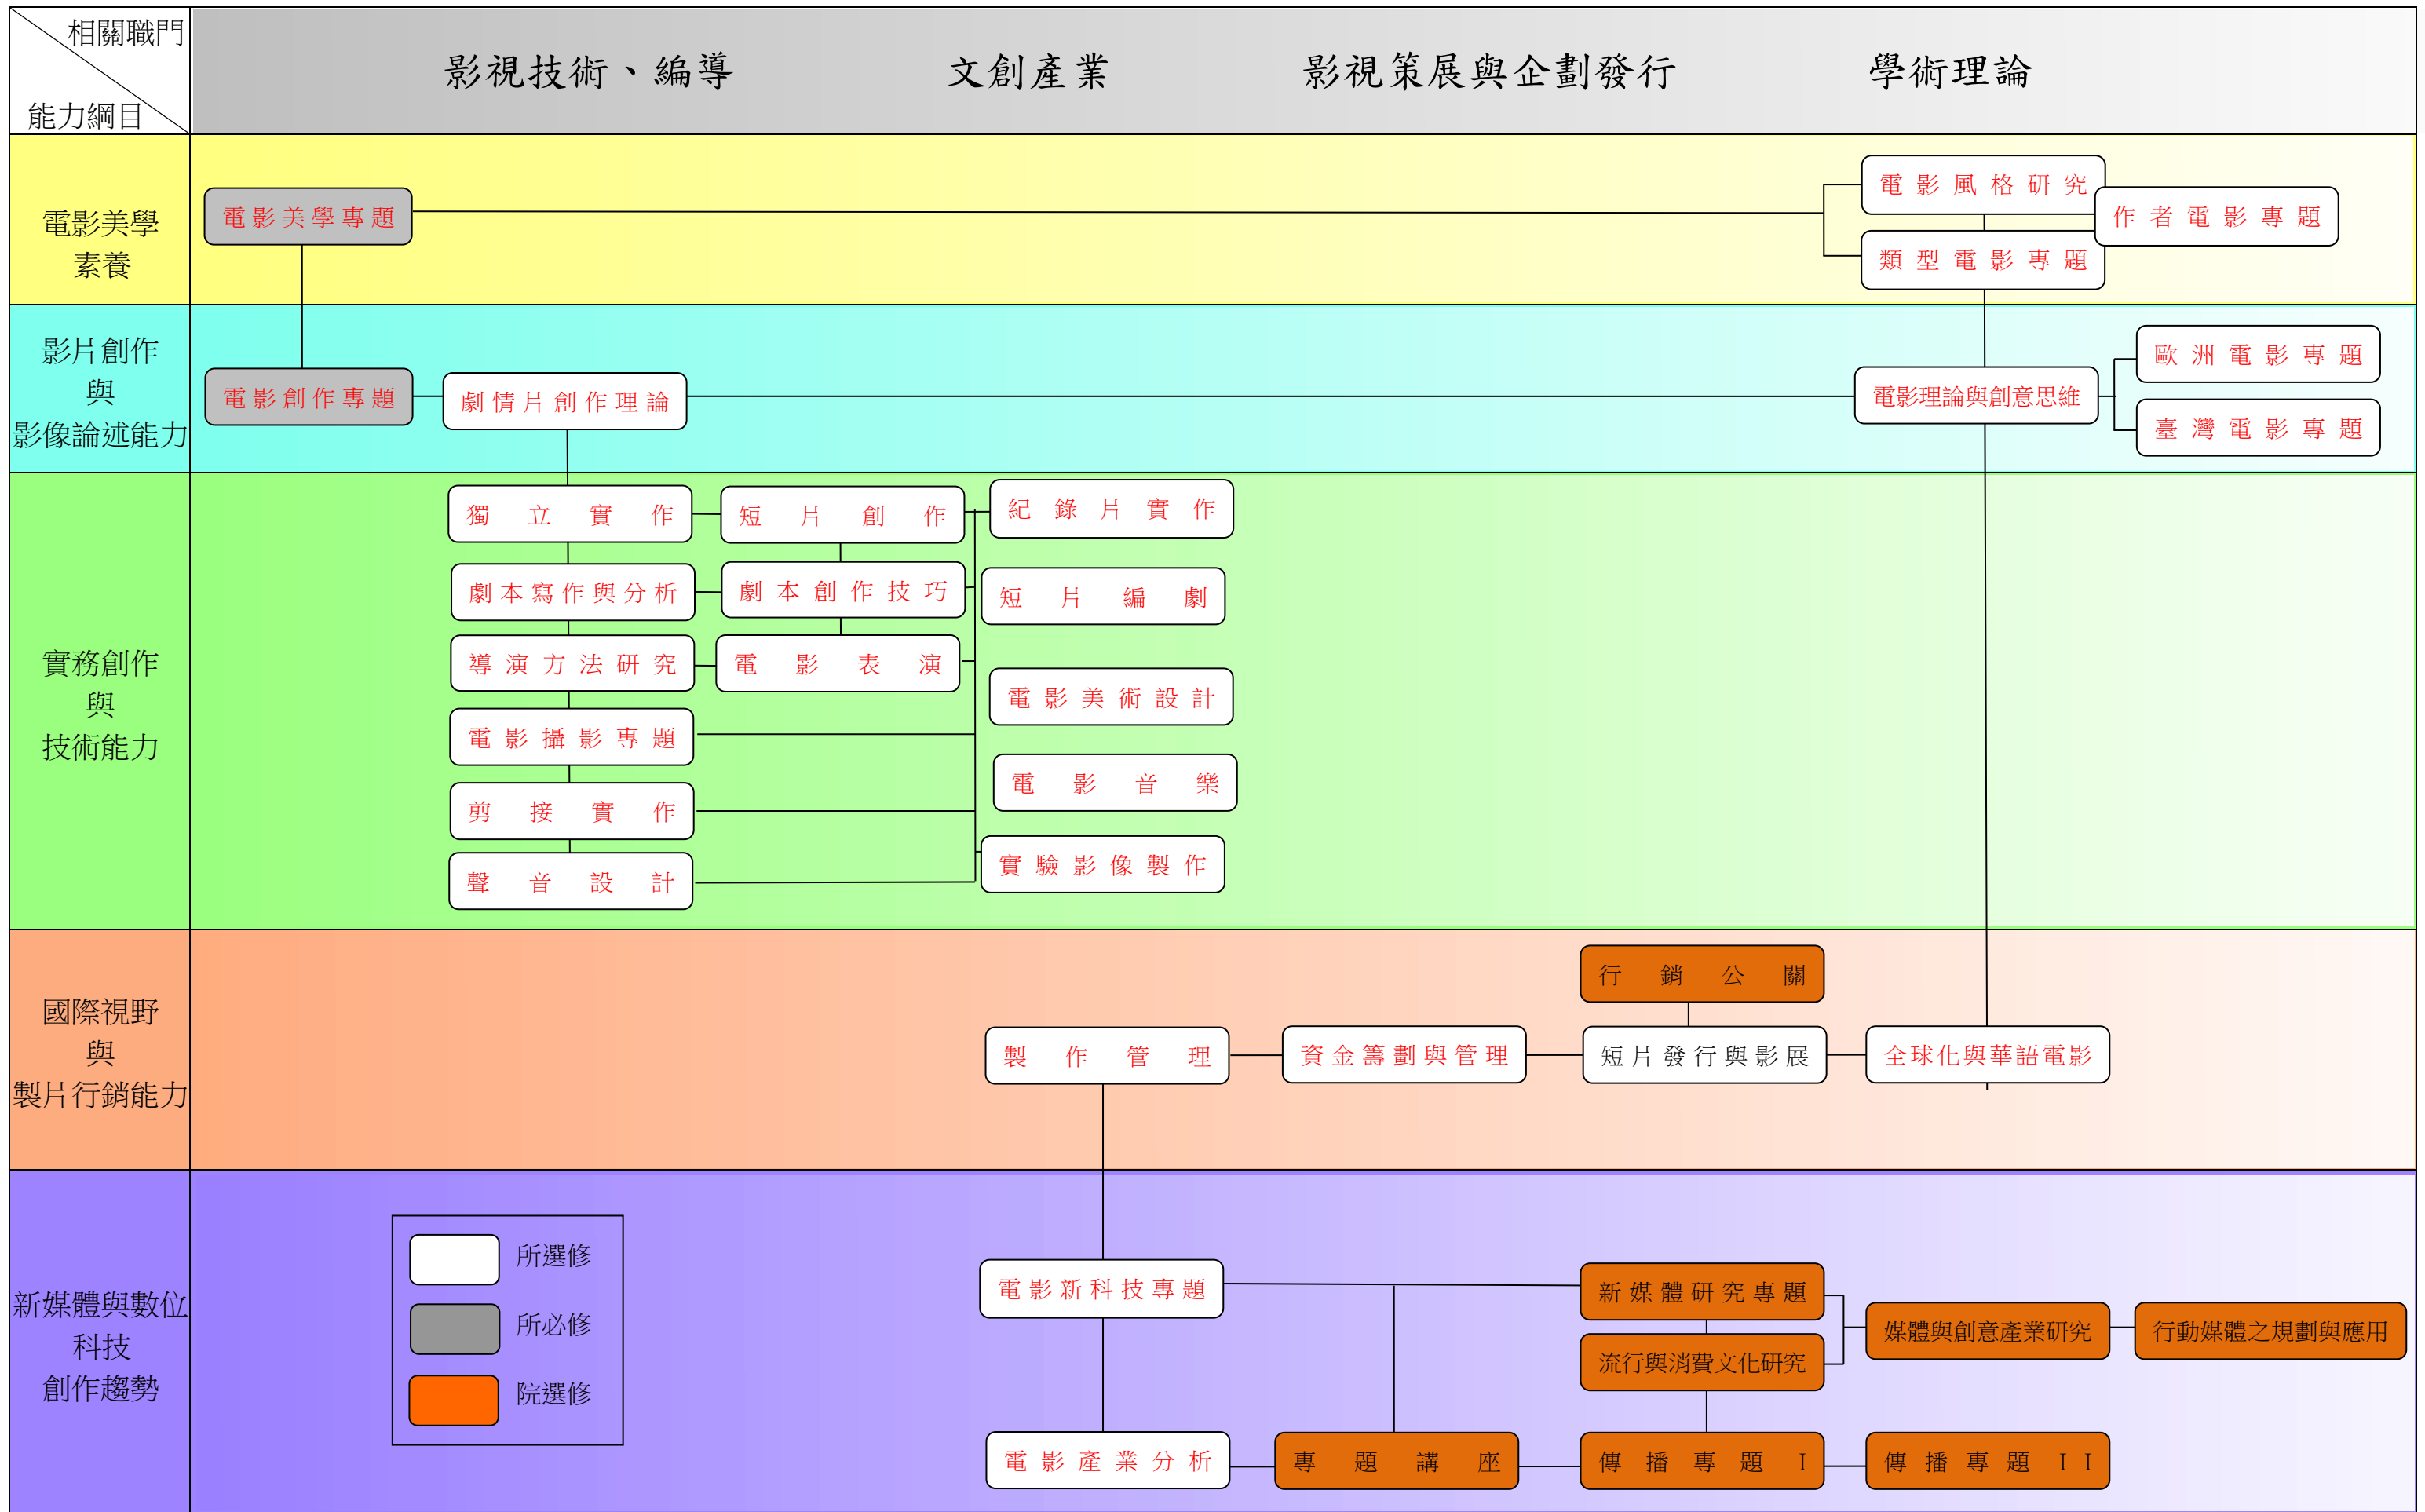 相關職門
能力綱目
影視技術、編導
文創產業
影視策展與企劃發行
學術理論
電影美學
素養
電影美學專題
電影風格研究
作者電影專題
類型電影專題
影片創作
與
影像論述能力
電影創作專題
劇情片創作理論
電影理論與創意思維
歐洲電影專題
臺灣電影專題
實務創作
與
技術能力
獨立實作
短片創作
紀錄片實作
劇本寫作與分析
劇本創作技巧
短片編劇
導演方法研究
電影表演
電影美術設計
電影攝影專題
電影音樂
剪接實作
實驗影像製作
聲音設計
國際視野
與
製片行銷能力
行銷公關
製作管理
資金籌劃與管理
短片發行與影展
全球化與華語電影
新媒體與數位
科技
創作趨勢
所選修
所必修
院選修
電影新科技專題
新媒體研究專題
流行與消費文化研究
媒體與創意產業研究
行動媒體之規劃與應用
電影產業分析
專題講座
傳播專題I
傳播專題II